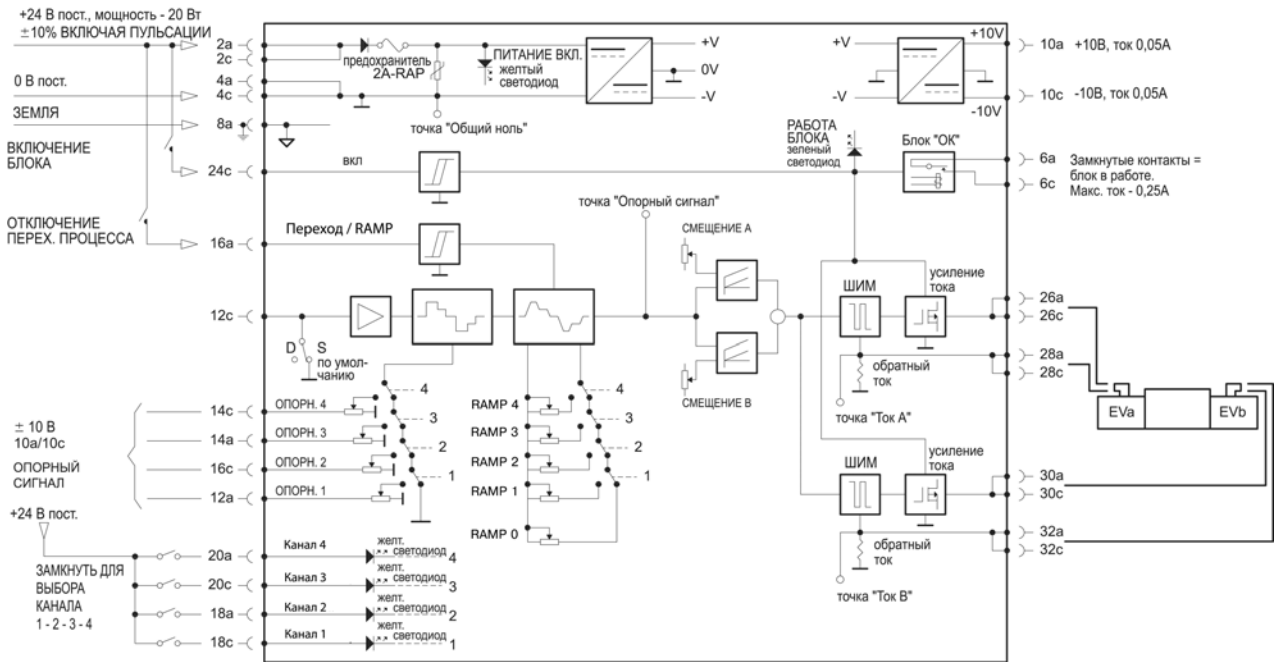 +24 В пост., мощность - 20 Вт
±10% ВКЛЮЧАЯ ПУЛЬСАЦИИ
2a
2c
предохранитель
2A-RAP
ПИТАНИЕ ВКЛ.
желтый
светодиод
+V
0V
-V
+V
-V
+10V
-10V
10a +10В, ток 0,05А
10c -10В, ток 0,05А
0 В пост.
4a
4c
ЗЕМЛЯ
8a
точка "Общий ноль"
ВКЛЮЧЕНИЕ
БЛОКА
24c
вкл
РАБОТА
БЛОКА
зеленый
светодиод
Блок "ОК"
6a
6c
Замкнутые контакты =
блок в работе.
Макс. ток - 0,25А
ОТКЛЮЧЕНИЕ
ПЕРЕХ. ПРОЦЕССА
16a
Переход / RAMP
точка "Опорный сигнал"
СМЕЩЕНИЕ А
СМЕЩЕНИЕ В
12c
D
S
по умол-
чанию
ШИМ
усиление
тока
26a
26c
28a
28c
обратный
ток
точка "Ток А"
EVa
EVb
± 10 В
10a/10c
ОПОРНЫЙ
СИГНАЛ
14c
ОПОРН. 4
14a
ОПОРН. 3
16c
ОПОРН. 2
12a
ОПОРН. 1
4
3
2
1
RAMP 4
RAMP 3
RAMP 2
RAMP 1
RAMP 0
4
3
2
1
ШИМ
усиление
тока
30a
30c
32a
32c
обратный
ток
точка "Ток В"
+24 В пост.
ЗАМКНУТЬ ДЛЯ
ВЫБОРА
КАНАЛА
1 - 2 - 3 - 4
20a
Канал 4
желт.
светодиод
4
20c
Канал 3
желт.
светодиод
3
18a
Канал 2
желт.
светодиод
2
18c
Канал 1
желт.
светодиод
1